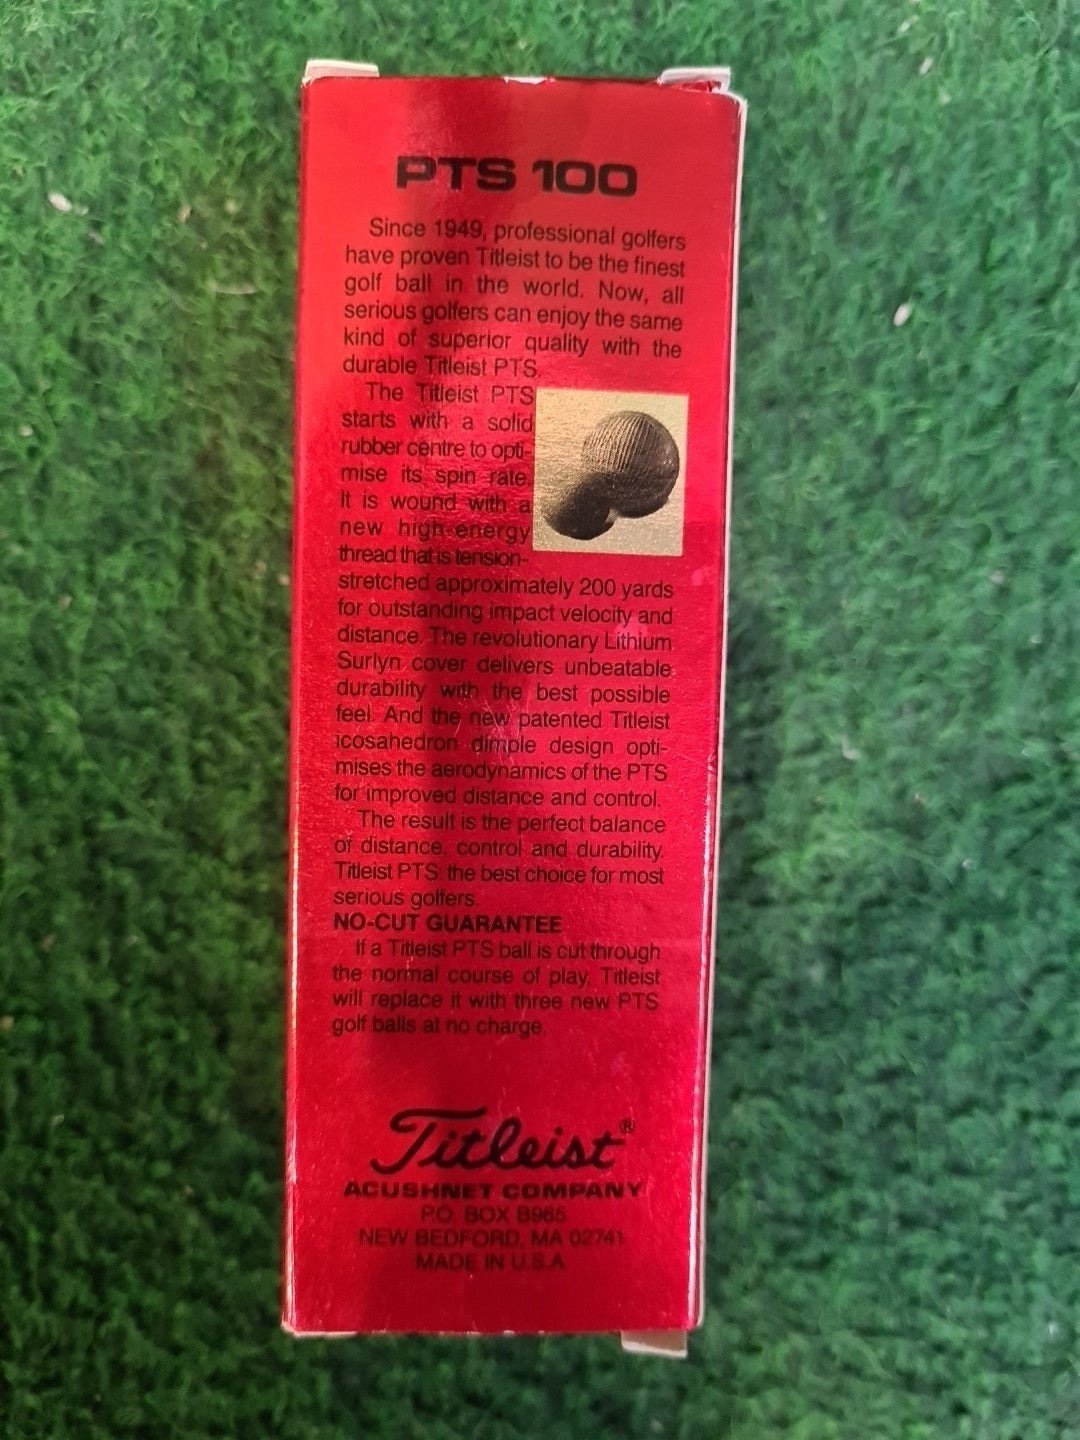 PTS 100
Since 1949, professional golfers
have proven Titleist to be the finest
golf ball in the world. Now, all
serious golfers can enjoy the same
kind of superior quality with the
durable Titleist PTS.
The Titleist PTS
starts with a solid
rubber centre to opti-
mise its spin rate.
It is wound with a
new high-energy
thread that is tension-
stretched approximately 200 yards
for outstanding impact velocity and
distance. The revolutionary Lithium
Surlyn cover delivers unbeatable
durability with the best possible
feel. And the new patented Titleist
icosahedron dimple design opti-
mises the aerodynamics of the PTS
for improved distance and control.
The result is the perfect balance
of distance, control and durability.
Titleist PTS: the best choice for most
serious golfers.
NO-CUT GUARANTEE
If a Titleist PTS ball is cut through
the normal course of play, Titleist
will replace it with three new PTS
golf balls at no charge.
Titleist®
ACUSHNET COMPANY
P.O. BOX B965
NEW BEDFORD, MA 02741
MADE IN U.S.A.